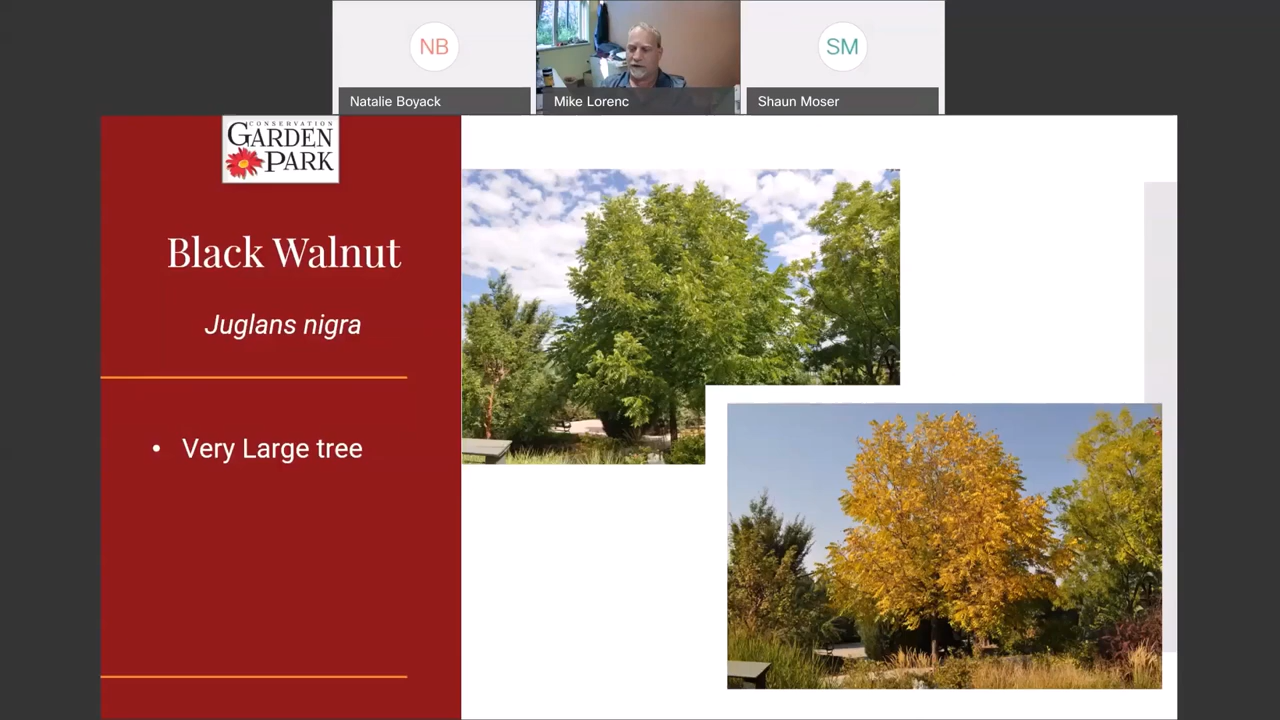 NB
SM
Natalie Boyack
Mike Lorenc
Shaun Moser
CONSERVATION
GARDEN
PARK
Black Walnut
Juglans nigra
• Very Large tree